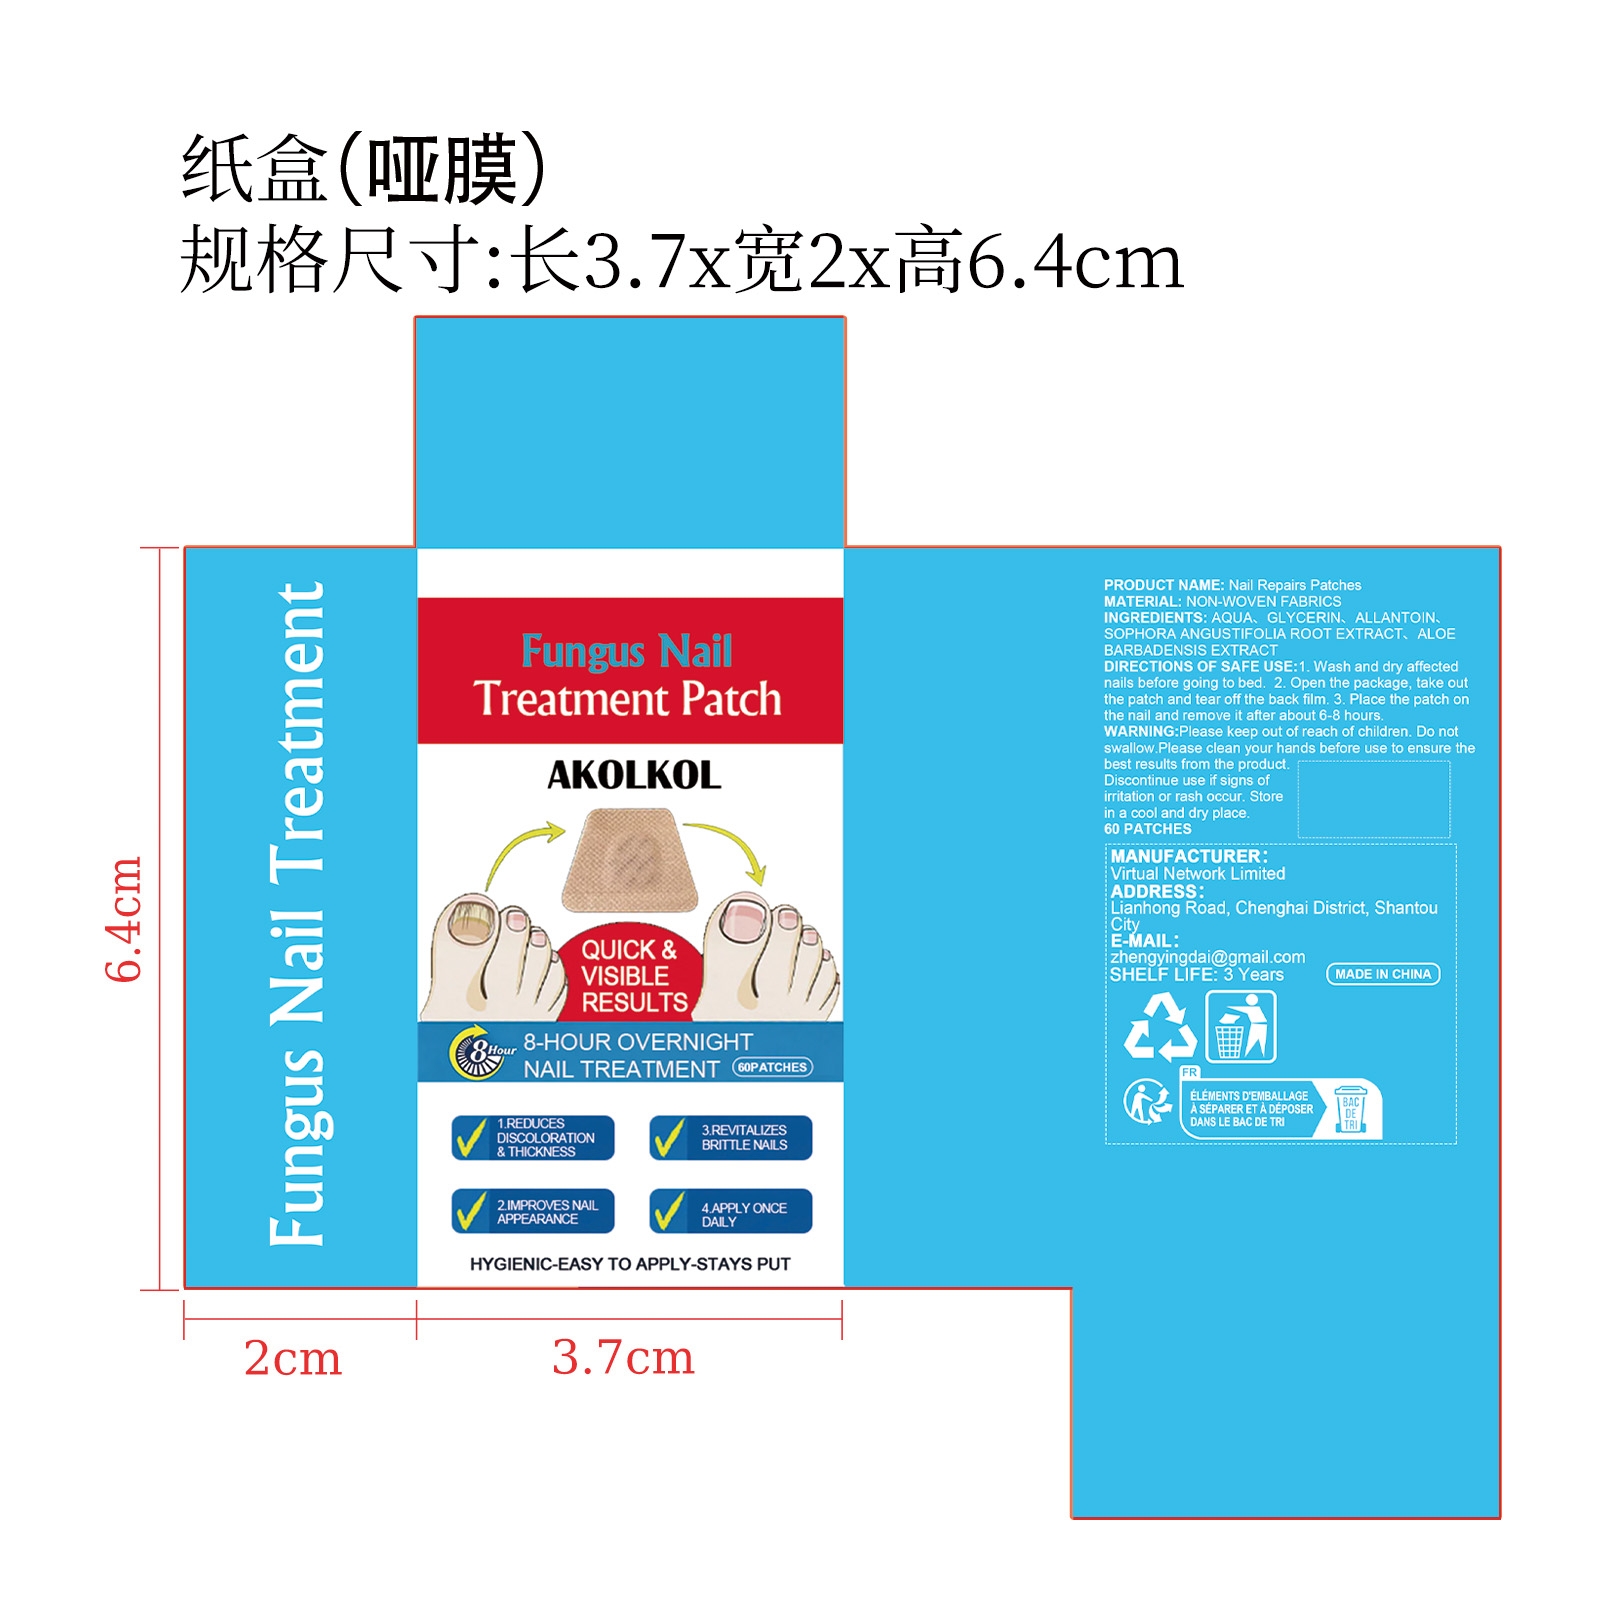 纸盒(哑膜)
规格尺寸:长3.7x宽2x高6.4cm
6.4cm
Fungus Nail Treatment
Fungus Nail
Treatment Patch
AKOLKOL
QUICK &
VISIBLE
RESULTS
8Hour
8-HOUR OVERNIGHT
NAIL TREATMENT
60PATCHES
1.REDUCES
DISCOLORATION
& THICKNESS
3.REVITALIZES
BRITTLE NAILS
2.IMPROVES NAIL
APPEARANCE
4.APPLY ONCE
DAILY
HYGIENIC-EASY TO APPLY-STAYS PUT
2cm
3.7cm
PRODUCT NAME: Nail Repairs Patches
MATERIAL: NON-WOVEN FABRICS
INGREDIENTS: AQUA、GLYCERIN、ALLANTOIN、
SOPHORA ANGUSTIFOLIA ROOT EXTRACT、ALOE
BARBADENSIS EXTRACT
DIRECTIONS OF SAFE USE:1. Wash and dry affected
nails before going to bed. 2. Open the package, take out
the patch and tear off the back film. 3. Place the patch on
the nail and remove it after about 6-8 hours.
WARNING:Please keep out of reach of children. Do not
swallow.Please clean your hands before use to ensure the
best results from the product.
Discontinue use if signs of
irritation or rash occur. Store
in a cool and dry place.
60 PATCHES
MANUFACTURER:
Virtual Network Limited
ADDRESS:
Lianhong Road, Chenghai District, Shantou
City
E-MAIL:
zhengyingdai@gmail.com
SHELF LIFE: 3 Years
MADE IN CHINA
FR
ÉLÉMENTS D'EMBALLAGE
À SÉPARER ET À DÉPOSER
DANS LE BAC DE TRI
BAC
DE
TRI